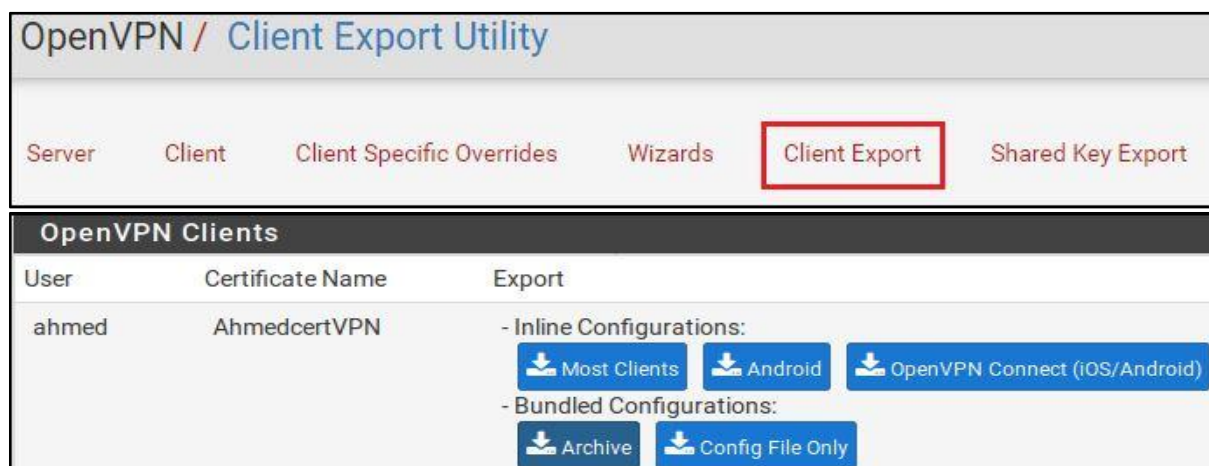 OpenVPN / Client Export Utility
Server Client Client Specific Overrides Wizards Client Export Shared Key Export
OpenVPN Clients
User Certificate Name Export
ahmed AhmedcertVPN - Inline Configurations:
Most Clients Android OpenVPN Connect (iOS/Android)
- Bundled Configurations:
Archive Config File Only